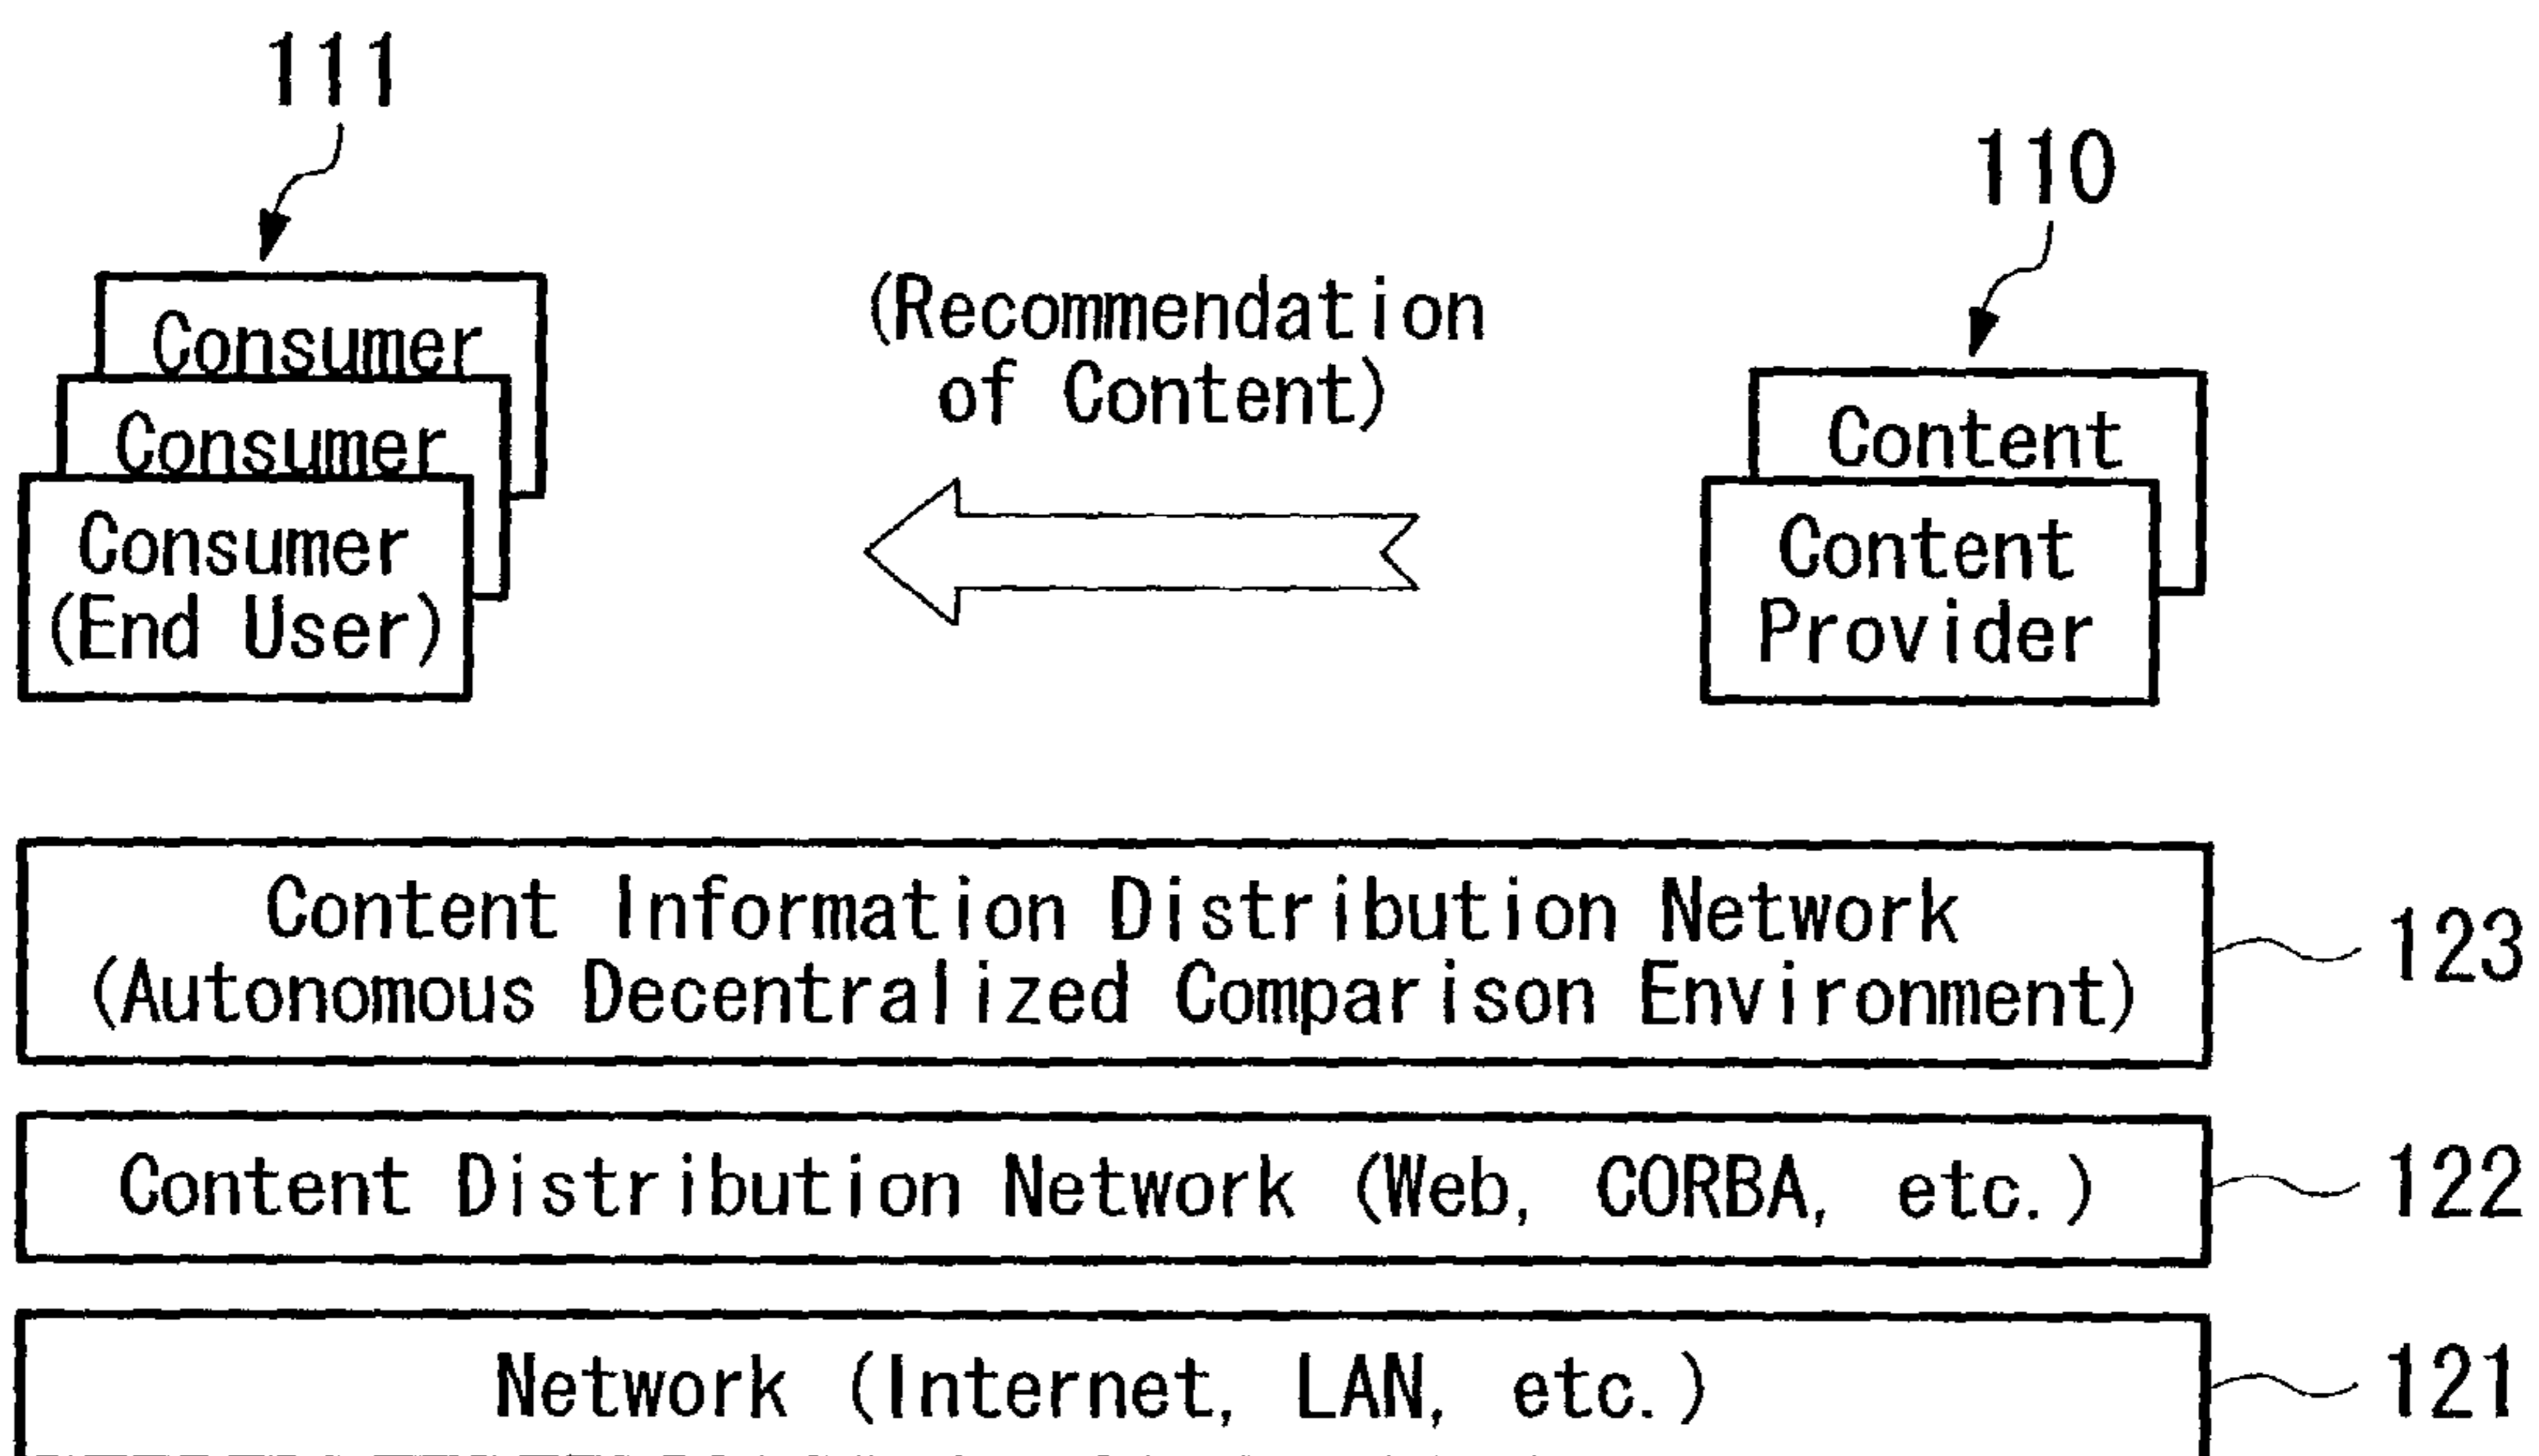 111
110
Consumer
Consumer
Consumer
(End User)
(Recommendation
of Content)
Content
Content
Provider
Content Information Distribution Network
(Autonomous Decentralized Comparison Environment)
123
Content Distribution Network (Web, CORBA, etc.)
122
Network (Internet, LAN, etc.)
121